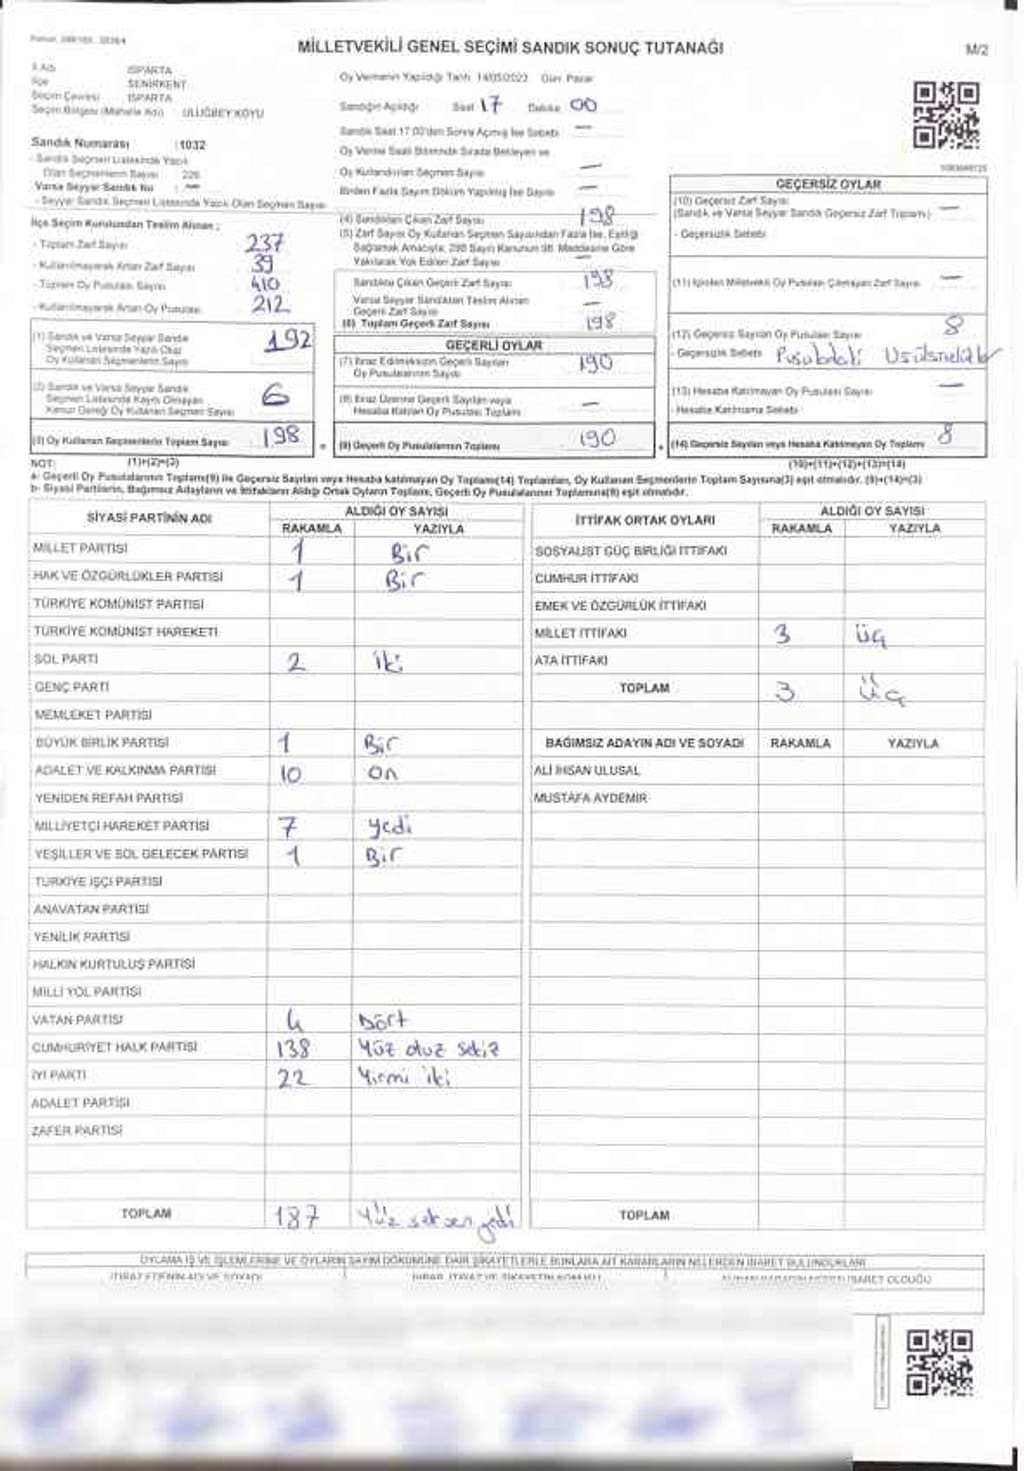 MİLLETVEKİLİ GENEL SEÇİMİ SANDIK SONUÇ TUTANAĞI
M/2
İl Adı ISPARTA
İlçe SENİRKENT
Seçim Çevresi ISPARTA
Seçim Bölgesi (Mahalle Adı) : ULUĞBEY KÖYÜ
Sandık Numarası :1032
- Sandık Seçmen Listesinde Yazılı
Olan Seçmenlerin Sayısı 226
Varsa Seyyar Sandık No : —
- Seyyar Sandık Seçmen Listesinde Yazılı Olan Seçmen Sayısı
İlçe Seçim Kurulundan Teslim Alınan ;
- Toplam Zarf Sayısı 237
- Kullanılmayarak Artan Zarf Sayısı 39
- Toplam Oy Pusulası Sayısı 410
- Kullanılmayarak Artan Oy Pusulası 212
(1) Sandık ve Varsa Seyyar Sandık
Seçmen Listesinde Yazılı Olup
Oy Kullanan Seçmenlerin Sayısı 192
(2) Sandık ve Varsa Seyyar Sandık
Seçmen Listesinde Kayıtlı Olmayan
Kanun Gereği Oy Kullanan Seçmen Sayısı 6
(3) Oy Kullanan Seçmenlerin Toplam Sayısı 198
Oy Vermenin Yapıldığı Tarih 14/05/2023 Gün Pazar
Sandığın Açıldığı Saat 17 Dakika 00
Sandık Saat 17:00'den Sonra Açılmış İse Sebebi —
Oy Verme Saati Bitiminde Sırada Bekleyen ve
Oy Kullandırılan Seçmen Sayısı —
Birden Fazla Sayım Döküm Yapılmış İse Sayısı —
(4) Sandıktan Çıkan Zarf Sayısı 198
(5) Zarf Sayısı Oy Kullanan Seçmen Sayısından Fazla İse, Eşitliği
Sağlamak Amacıyla; 298 Sayılı Kanunun 98. Maddesine Göre
Yakılarak Yok Edilen Zarf Sayısı —
Sandıktan Çıkan Geçerli Zarf Sayısı 198
Varsa Seyyar Sandıktan Teslim Alınan
Geçerli Zarf Sayısı —
(6) Toplam Geçerli Zarf Sayısı 198
GEÇERLİ OYLAR
(7) İtiraz Edilmeksizin Geçerli Sayılan
Oy Pusulalarının Sayısı 190
(8) İtiraz Üzerine Geçerli Sayılan veya
Hesaba Katılan Oy Pusulası Toplamı —
(9) Geçerli Oy Pusulalarının Toplamı 190
GEÇERSİZ OYLAR
(10) Geçersiz Zarf Sayısı
(Sandık ve Varsa Seyyar Sandık Geçersiz Zarf Toplamı) —
- Geçersizlik Sebebi
(11) İçinden Milletvekili Oy Pusulası Çıkmayan Zarf Sayısı —
(12) Geçersiz Sayılan Oy Pusulası Sayısı 8
- Geçersizlik Sebebi
(13) Hesaba Katılmayan Oy Pusulası Sayısı —
- Hesaba Katılmama Sebebi
(14) Geçersiz Sayılan veya Hesaba Katılmayan Oy Toplamı 8
NOT: (1)+(2)=(3) (10)+(11)+(12)+(13)=(14)
a- Geçerli Oy Pusulalarının Toplamı(9) ile Geçersiz Sayılan veya Hesaba katılmayan Oy Toplamı(14) Toplamları, Oy Kullanan Seçmenlerin Toplam Sayısına(3) eşit olmalıdır. (9)+(14)=(3)
b- Siyasi Partilerin, Bağımsız Adayların ve İttifakların Aldığı Ortak Oyların Toplamı, Geçerli Oy Pusulalarının Toplamına(9) eşit olmalıdır.
SİYASİ PARTİNİN ADI ALDIĞI OY SAYISI
RAKAMLA YAZIYLA
MİLLET PARTİSİ 1 Bir
HAK VE ÖZGÜRLÜKLER PARTİSİ 1 Bir
TÜRKİYE KOMÜNİST PARTİSİ
TÜRKİYE KOMÜNİST HAREKETİ
SOL PARTİ 2 iki
GENÇ PARTİ
MEMLEKET PARTİSİ
BÜYÜK BİRLİK PARTİSİ 1 Bir
ADALET VE KALKINMA PARTİSİ 10 on
YENİDEN REFAH PARTİSİ
MİLLİYETÇİ HAREKET PARTİSİ 7 yedi
YEŞİLLER VE SOL GELECEK PARTİSİ 1 Bir
TÜRKİYE İŞÇİ PARTİSİ
ANAVATAN PARTİSİ
YENİLİK PARTİSİ
HALKIN KURTULUŞ PARTİSİ
MİLLİ YOL PARTİSİ
VATAN PARTİSİ 4 Dört
CUMHURİYET HALK PARTİSİ 138 Yüz otuz sekiz
İYİ PARTİ 22 Yirmi iki
ADALET PARTİSİ
ZAFER PARTİSİ
TOPLAM 187 Yüz seksen yedi
İTTİFAK ORTAK OYLARI ALDIĞI OY SAYISI
RAKAMLA YAZIYLA
SOSYALİST GÜÇ BİRLİĞİ İTTİFAKI
CUMHUR İTTİFAKI
EMEK VE ÖZGÜRLÜK İTTİFAKI
MİLLET İTTİFAKI 3 üç
ATA İTTİFAKI
TOPLAM 3 üç
BAĞIMSIZ ADAYIN ADI VE SOYADI RAKAMLA YAZIYLA
ALİ İHSAN ULUSAL
MUSTAFA AYDEMİR
TOPLAM
OYLAMA İŞ VE İŞLEMLERİNE VE OYLARIN SAYIM DÖKÜMÜNE DAİR ŞİKAYETLERLE BUNLARA AİT KARARLARIN NELERDEN İBARET BULUNDUKLARI